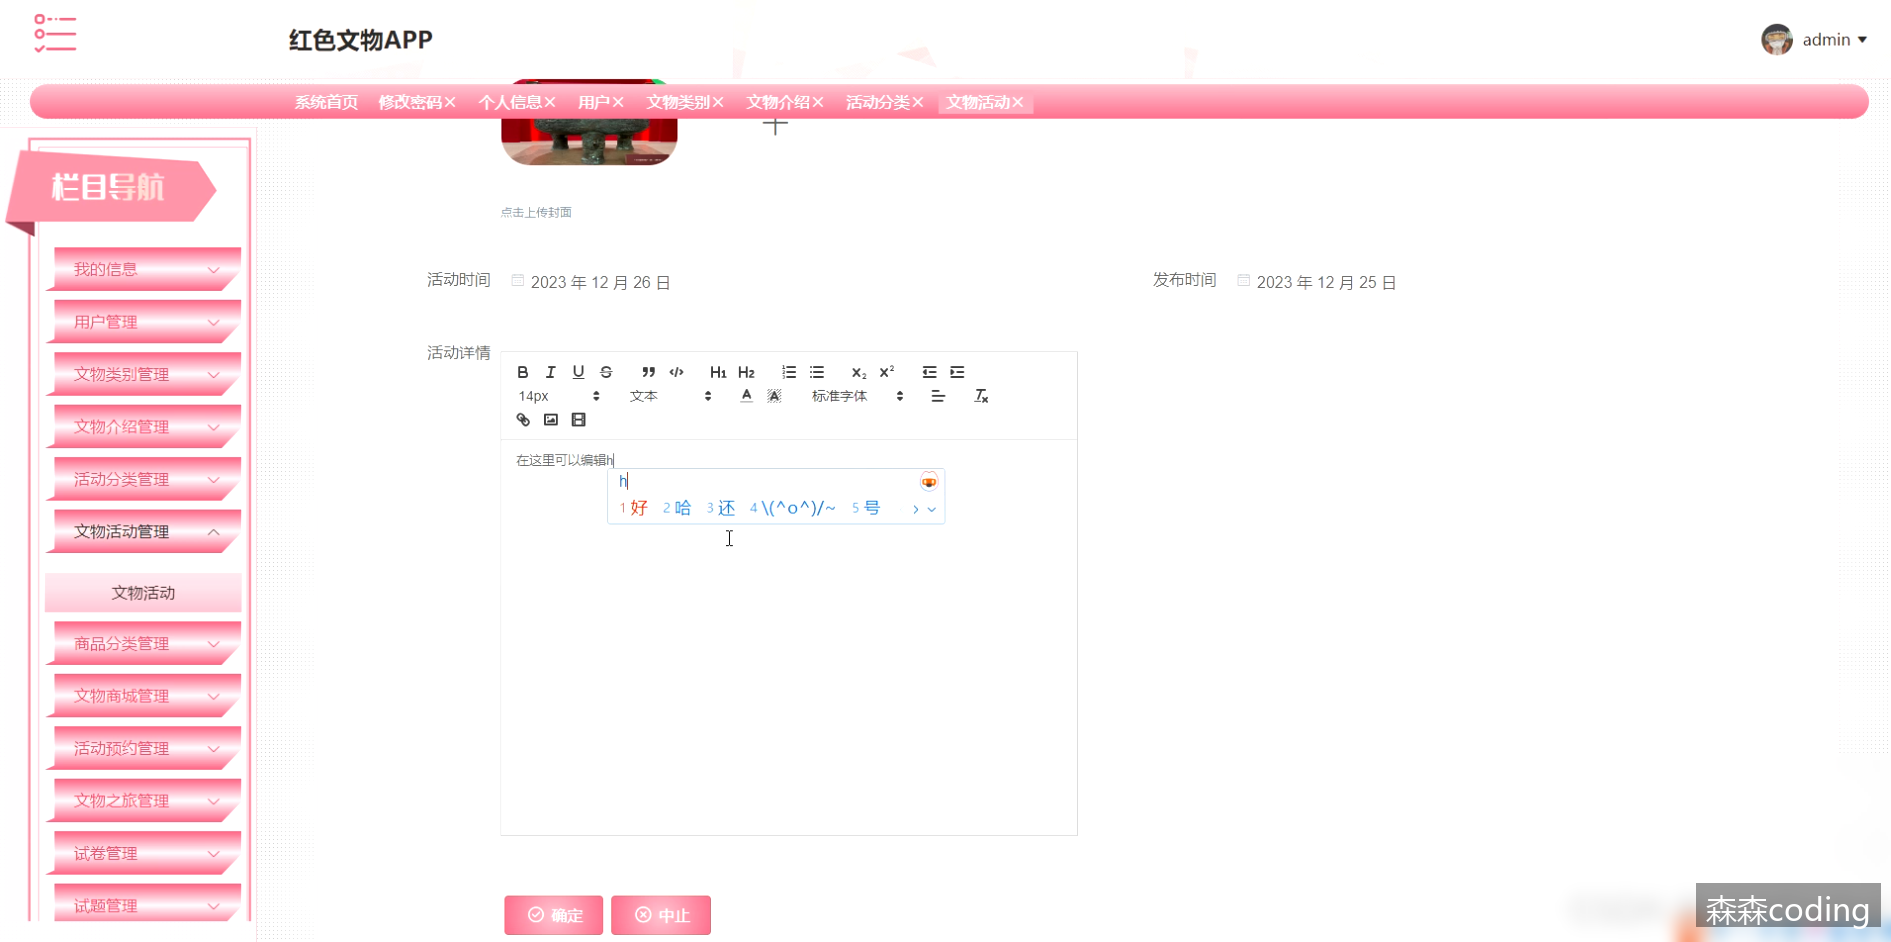 红色文物APP
admin
系统首页 修改密码× 个人信息× 用户× 文物类别× 文物介绍× 活动分类× 文物活动×
栏目导航
我的信息
用户管理
文物类别管理
文物介绍管理
活动分类管理
文物活动管理
文物活动
商品分类管理
文物商城管理
活动预约管理
文物之旅管理
试卷管理
试题管理
点击上传封面
活动时间 2023 年 12 月 26 日
发布时间 2023 年 12 月 25 日
活动详情
B I U S H1 H2 x₂ x²
14px 文本 A A 标准字体 Tx
在这里可以编辑h
h
1 好 2 哈 3 还 4 \(^o^)/~ 5 号
确定 中止
森森coding